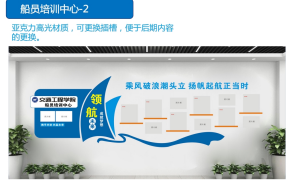 船员培训中心-2
亚克力高光材质，可更换插槽，便于后期内容
的更换。
乘风破浪潮头立 扬帆起航正当时
交通工程学院
船员培训中心
领航